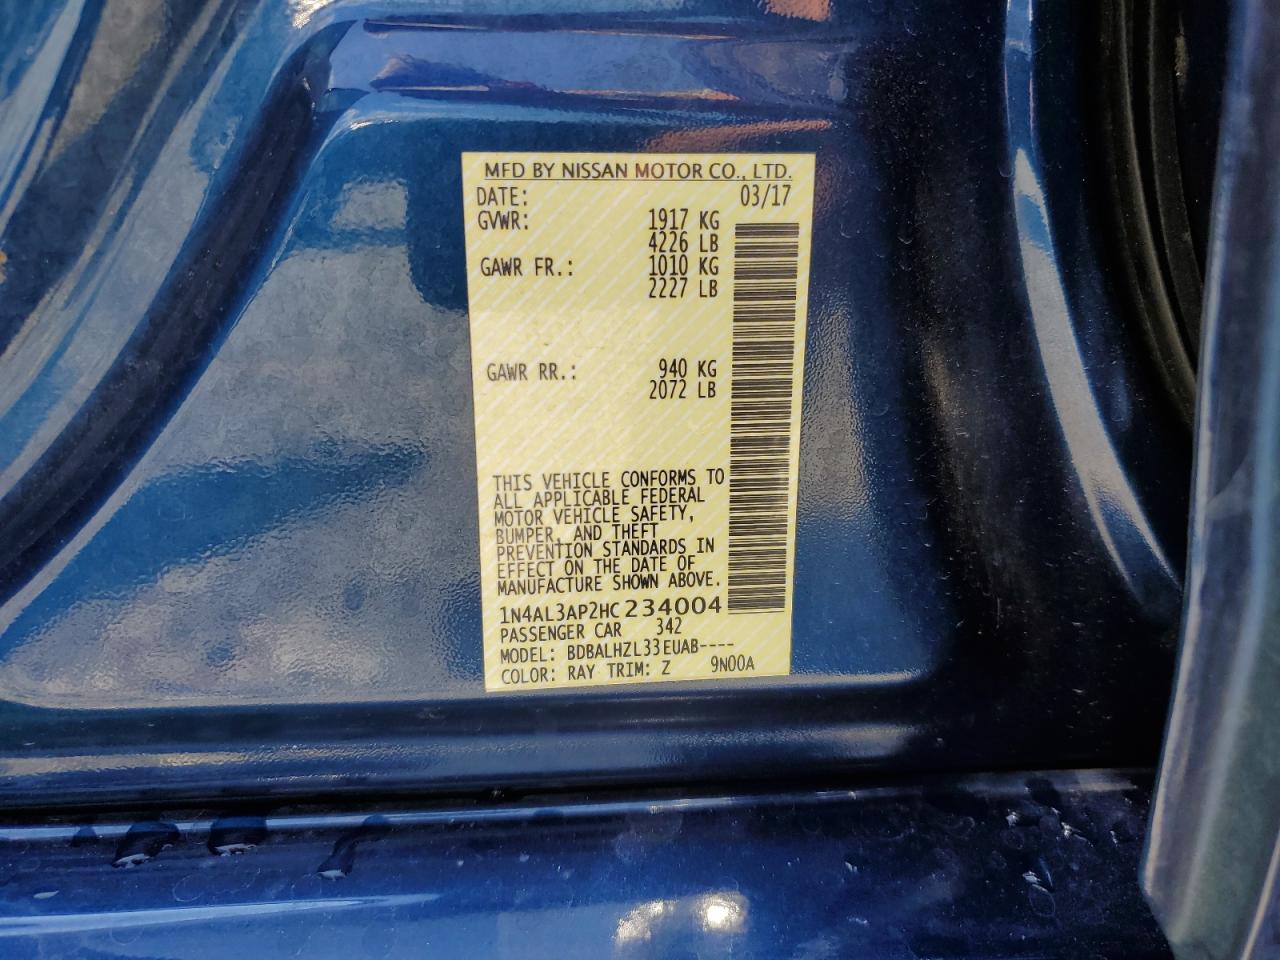 MFD BY NISSAN MOTOR CO., LTD.
DATE: 03/17
GVWR: 1917 KG
4226 LB
GAWR FR.: 1010 KG
2227 LB
GAWR RR.: 940 KG
2072 LB
THIS VEHICLE CONFORMS TO
ALL APPLICABLE FEDERAL
MOTOR VEHICLE SAFETY,
BUMPER, AND THEFT
PREVENTION STANDARDS IN
EFFECT ON THE DATE OF
MANUFACTURE SHOWN ABOVE.
1N4AL3AP2HC234004
PASSENGER CAR 342
MODEL: BDBALHZL33EUAB----
COLOR: RAY TRIM: Z 9N00A